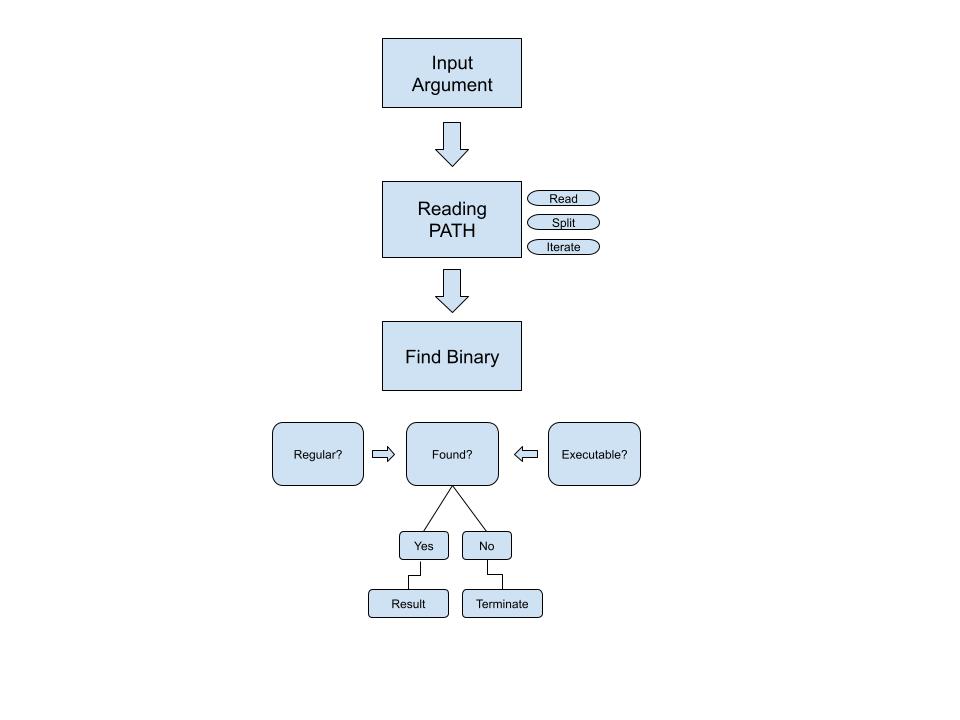 Input
Argument
Reading
PATH
Read
Split
Iterate
Find Binary
Regular?
Found?
Executable?
Yes
No
Result
Terminate